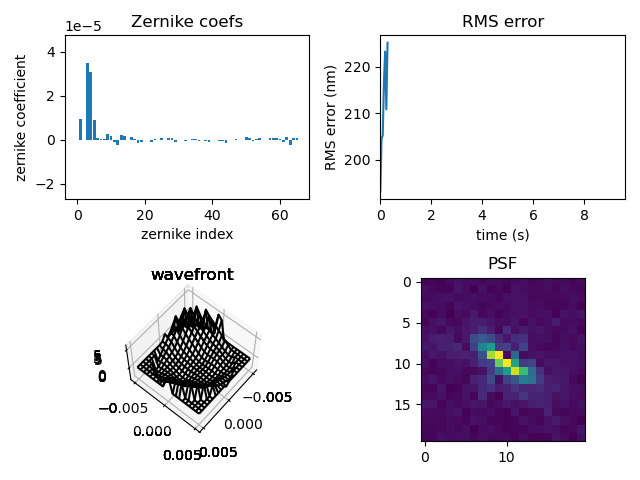 Zernike coefs
1e−5
zernike coefficient
4
2
0
−2
0 20 40 60
zernike index
RMS error
RMS error (nm)
220
210
200
0 2 4 6 8
time (s)
wavefront
0
−0.005
0.000
0.005
−0.005
0.000
0.005
PSF
0
5
10
15
0 10